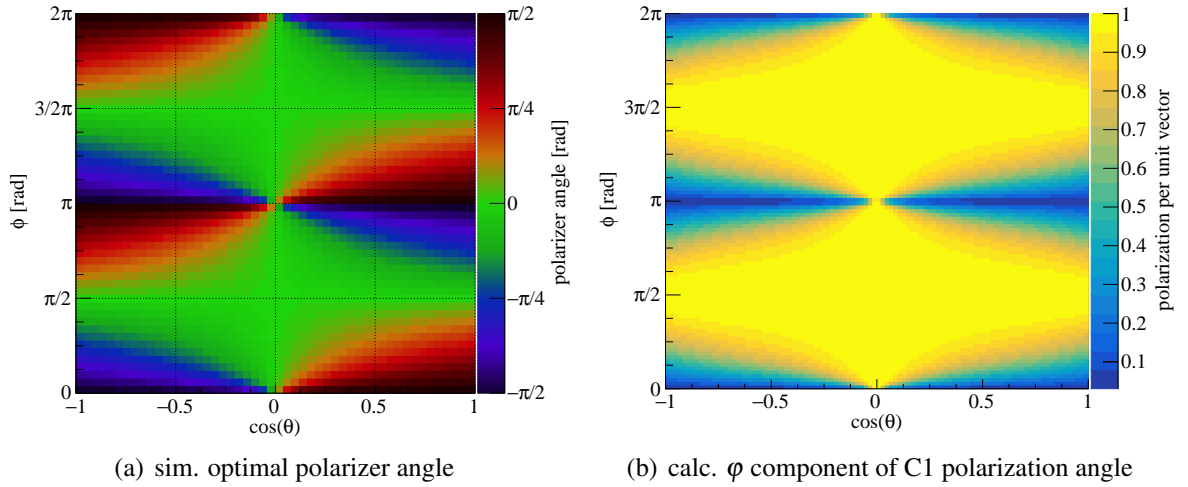 2π
3/2π
π
π/2
0
ϕ [rad]
−1
−0.5
0
0.5
1
cos(θ)
π/2
π/4
0
−π/4
−π/2
polarizer angle [rad]
2π
3π/2
π
π/2
0
ϕ [rad]
−1
−0.5
0
0.5
1
cos(θ)
1
0.9
0.8
0.7
0.6
0.5
0.4
0.3
0.2
0.1
polarization per unit vector
(a) sim. optimal polarizer angle
(b) calc. φ component of C1 polarization angle